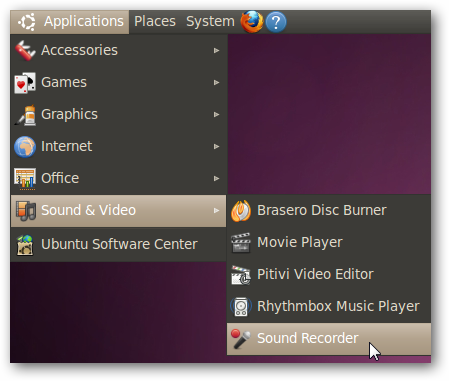 Applications Places System ?
Accessories
Games
Graphics
Internet
Office
Sound & Video
Ubuntu Software Center
Brasero Disc Burner
Movie Player
Pitivi Video Editor
Rhythmbox Music Player
Sound Recorder